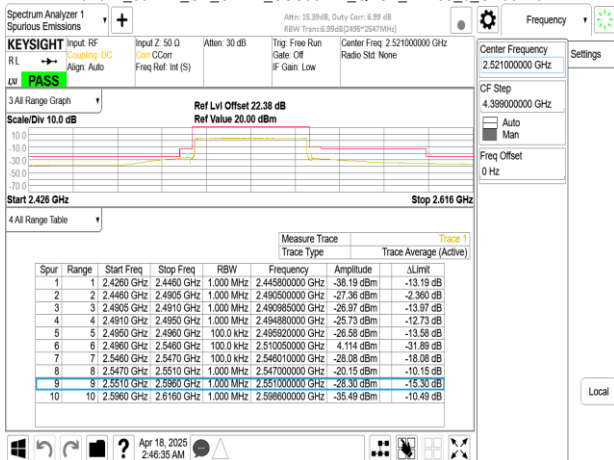 Spectrum Analyzer 1
Spurious Emissions
+
Attn: 15.39dB, Duty Corr: 6.99 dB
RBW Trans:6.99dB(2495~2547MHz)
Frequency
KEYSIGHT
RL
LXI
PASS
Input: RF
Coupling: DC
Align: Auto
Input Z: 50 Ω
Corr CCorr
Freq Ref: Int (S)
Atten: 30 dB
Trig: Free Run
Gate: Off
IF Gain: Low
Center Freq: 2.521000000 GHz
Radio Std: None
Center Frequency
2.521000000 GHz
Settings
CF Step
4.399000000 GHz
Auto
Man
Freq Offset
0 Hz
Local
3 All Range Graph
Scale/Div 10.0 dB
Ref Lvl Offset 22.38 dB
Ref Value 20.00 dBm
10.0
-10.0
-30.0
-50.0
-70.0
Start 2.426 GHz Stop 2.616 GHz
4 All Range Table
Measure Trace Trace 1
Trace Type Trace Average (Active)
Spur Range Start Freq Stop Freq RBW Frequency Amplitude ΔLimit
1 1 2.4260 GHz 2.4460 GHz 1.000 MHz 2.445800000 GHz -38.19 dBm -13.19 dB
2 2 2.4460 GHz 2.4905 GHz 1.000 MHz 2.490500000 GHz -27.36 dBm -2.360 dB
3 3 2.4905 GHz 2.4910 GHz 1.000 MHz 2.490985000 GHz -26.97 dBm -13.97 dB
4 4 2.4910 GHz 2.4950 GHz 1.000 MHz 2.494880000 GHz -25.73 dBm -12.73 dB
5 5 2.4950 GHz 2.4960 GHz 100.0 kHz 2.495920000 GHz -26.58 dBm -13.58 dB
6 6 2.4960 GHz 2.5460 GHz 100.0 kHz 2.510050000 GHz 4.114 dBm -31.89 dB
7 7 2.5460 GHz 2.5470 GHz 100.0 kHz 2.546010000 GHz -28.08 dBm -18.08 dB
8 8 2.5470 GHz 2.5510 GHz 1.000 MHz 2.547000000 GHz -20.15 dBm -10.15 dB
9 9 2.5510 GHz 2.5960 GHz 1.000 MHz 2.551000000 GHz -28.30 dBm -15.30 dB
10 10 2.5960 GHz 2.6160 GHz 1.000 MHz 2.598600000 GHz -35.49 dBm -10.49 dB
?
Apr 18, 2025
2:46:35 AM